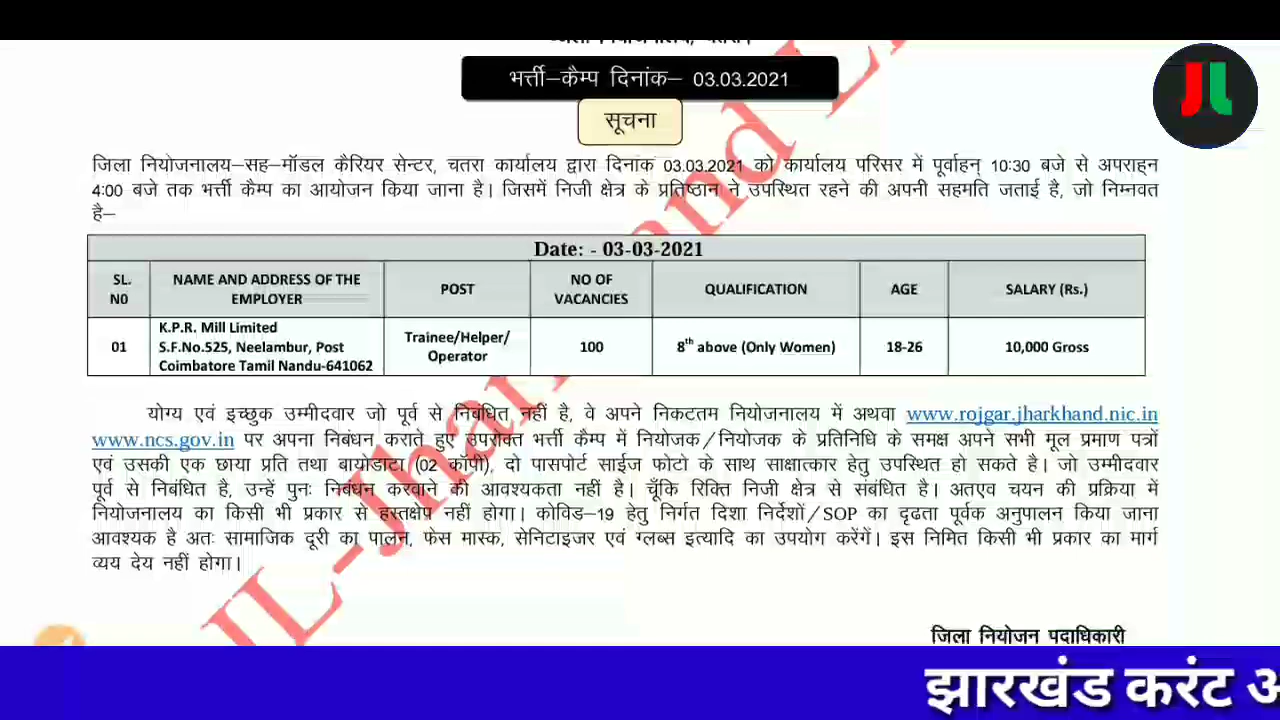 भर्त्ती–कैम्प दिनांक– 03.03.2021
JL
सूचना
जिला नियोजनालय–सह–मॉडल कैरियर सेन्टर, चतरा कार्यालय द्वारा दिनांक 03.03.2021 को कार्यालय परिसर में पूर्वाहन् 10:30 बजे से अपराह्न
4:00 बजे तक भर्त्ती कैम्प का आयोजन किया जाना है। जिसमें निजी क्षेत्र के प्रतिष्ठान ने उपस्थित रहने की अपनी सहमति जताई है, जो निम्नवत
है–
Date: - 03-03-2021
SL. N0
NAME AND ADDRESS OF THE EMPLOYER
POST
NO OF VACANCIES
QUALIFICATION
AGE
SALARY (Rs.)
01
K.P.R. Mill Limited
S.F.No.525, Neelambur, Post
Coimbatore Tamil Nandu-641062
Trainee/Helper/
Operator
100
8th above (Only Women)
18-26
10,000 Gross
योग्य एवं इच्छुक उम्मीदवार जो पूर्व से निबंधित नहीं है, वे अपने निकटतम नियोजनालय में अथवा www.rojgar.jharkhand.nic.in
www.ncs.gov.in पर अपना निबंधन कराते हुए उपरोक्त भर्त्ती कैम्प में नियोजक/नियोजक के प्रतिनिधि के समक्ष अपने सभी मूल प्रमाण पत्रों
एवं उसकी एक छाया प्रति तथा बायोडाटा (02 कॉपी), दो पासपोर्ट साईज फोटो के साथ साक्षात्कार हेतु उपस्थित हो सकते है। जो उम्मीदवार
पूर्व से निबंधित है, उन्हें पुनः निबंधन करवाने की आवश्यकता नहीं है। चूँकि रिक्ति निजी क्षेत्र से संबंधित है। अतएव चयन की प्रक्रिया में
नियोजनालय का किसी भी प्रकार से हस्तक्षेप नहीं होगा। कोविड–19 हेतु निर्गत दिशा निर्देशों/SOP का दृढता पूर्वक अनुपालन किया जाना
आवश्यक है अतः सामाजिक दूरी का पालन, फेस मास्क, सेनिटाइजर एवं ग्लब्स इत्यादि का उपयोग करेंगें। इस निमित किसी भी प्रकार का मार्ग
व्यय देय नहीं होगा।
जिला नियोजन पदाधिकारी
झारखंड करंट